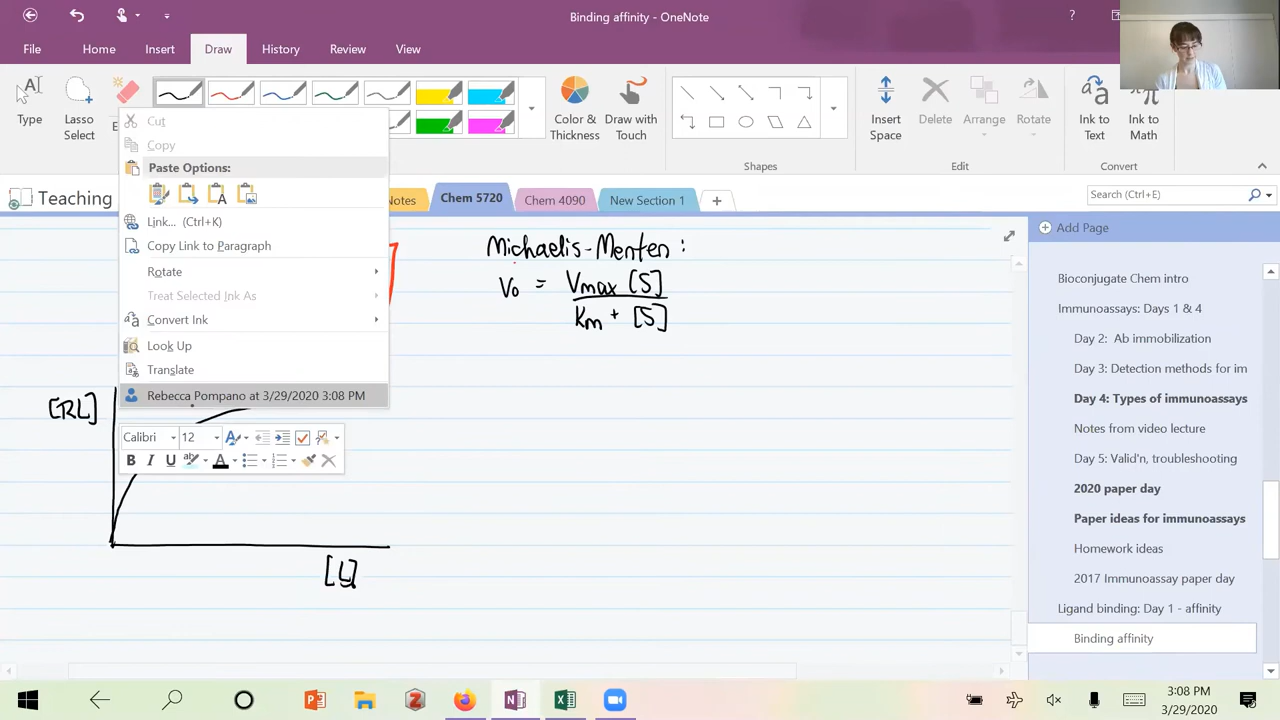 Binding affinity - OneNote
?
File
Home
Insert
Draw
History
Review
View
Type
Lasso
Select
Color &
Thickness
Draw with
Touch
Shapes
Insert
Space
Delete
Arrange
Rotate
Edit
Ink to
Text
Ink to
Math
Convert
Teaching
Notes
Chem 5720
Chem 4090
New Section 1
Search (Ctrl+E)
Cut
Copy
Paste Options:
Link... (Ctrl+K)
Copy Link to Paragraph
Rotate
Treat Selected Ink As
Convert Ink
Look Up
Translate
Rebecca Pompano at 3/29/2020 3:08 PM
Calibri
12
B I U ab A
Michaelis-Menten :
V₀ = Vmax [S]
Km + [S]
[RL]
[L]
Add Page
Bioconjugate Chem intro
Immunoassays: Days 1 & 4
Day 2: Ab immobilization
Day 3: Detection methods for im
Day 4: Types of immunoassays
Notes from video lecture
Day 5: Valid'n, troubleshooting
2020 paper day
Paper ideas for immunoassays
Homework ideas
2017 Immunoassay paper day
Ligand binding: Day 1 - affinity
Binding affinity
3:08 PM
3/29/2020